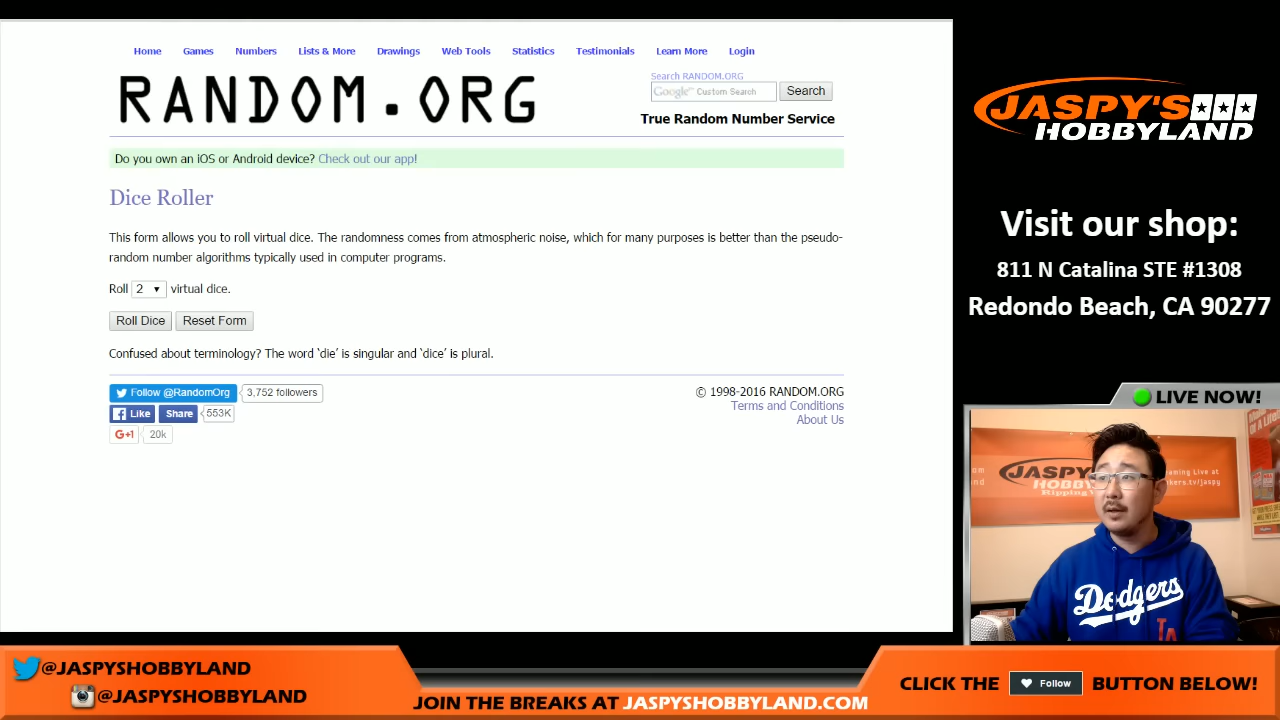 Home Games Numbers Lists & More Drawings Web Tools Statistics Testimonials Learn More Login
RANDOM.ORG
Search RANDOM.ORG
Google Custom Search
Search
True Random Number Service
Do you own an iOS or Android device? Check out our app!
Dice Roller
This form allows you to roll virtual dice. The randomness comes from atmospheric noise, which for many purposes is better than the pseudo-
random number algorithms typically used in computer programs.
Roll 2 virtual dice.
Roll Dice Reset Form
Confused about terminology? The word ‘die’ is singular and ‘dice’ is plural.
Follow @RandomOrg 3,752 followers
Like Share 553K
G+1 20k
© 1998-2016 RANDOM.ORG
Terms and Conditions
About Us
JASPY'S
HOBBYLAND
Visit our shop:
811 N Catalina STE #1308
Redondo Beach, CA 90277
LIVE NOW!
JASPY'S
Dodgers
LA
@JASPYSHOBBYLAND
@JASPYSHOBBYLAND
JOIN THE BREAKS AT JASPYSHOBBYLAND.COM
CLICK THE Follow BUTTON BELOW!